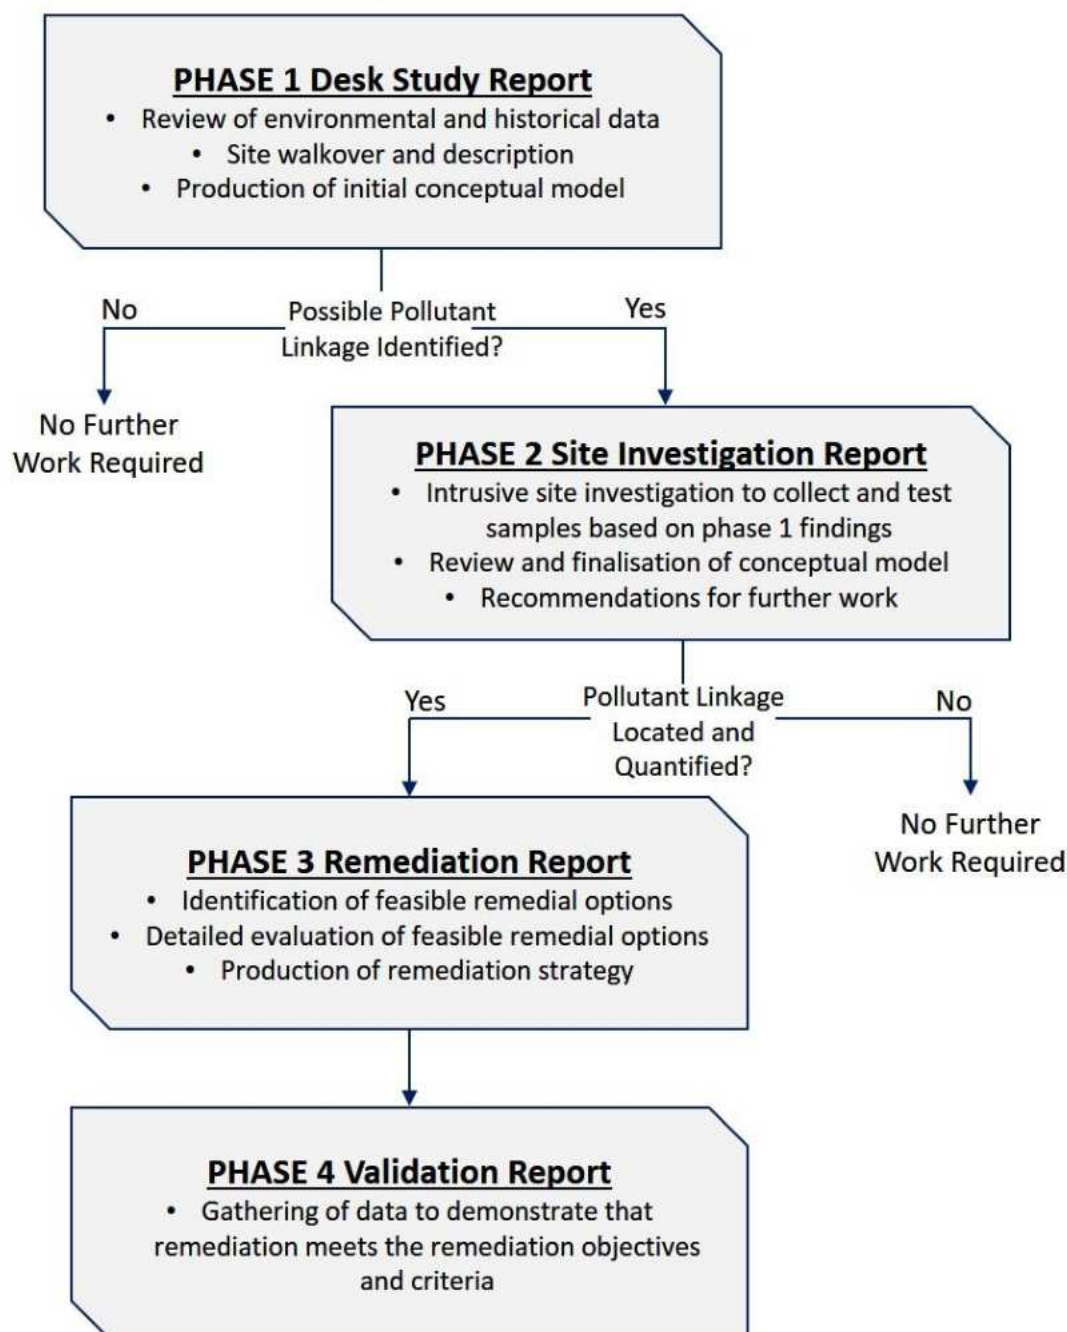 PHASE 1 Desk Study Report
• Review of environmental and historical data
• Site walkover and description
• Production of initial conceptual model
No
Possible Pollutant
Linkage Identified?
Yes
No Further
Work Required
PHASE 2 Site Investigation Report
• Intrusive site investigation to collect and test
samples based on phase 1 findings
• Review and finalisation of conceptual model
• Recommendations for further work
Yes
Pollutant Linkage
Located and
Quantified?
No
No Further
Work Required
PHASE 3 Remediation Report
• Identification of feasible remedial options
• Detailed evaluation of feasible remedial options
• Production of remediation strategy
PHASE 4 Validation Report
• Gathering of data to demonstrate that
remediation meets the remediation objectives
and criteria